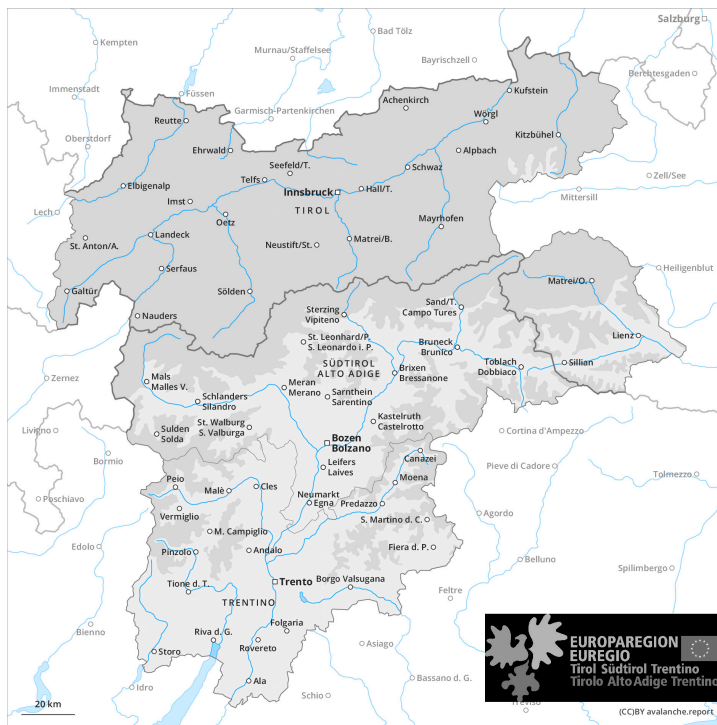 Salzburg
Kempten
Bad Tölz
Murnau/Staffelsee
Bayrischzell
Berchtesgaden
Immenstadt
Füssen
Garmisch-Partenkirchen
Achenkirch
Kufstein
Reutte
Wörgl
Oberstdorf
Ehrwald
Kitzbühel
Alpbach
Seefeld/T.
Schwaz
Zell/See
Telfs
Elbigenalp
Innsbruck
Hall/T.
Mittersill
Imst
TIROL
Lech
Oetz
Mayrhofen
St. Anton/A.
Landeck
Neustift/St.
Matrei/B.
Serfaus
Heiligenblut
Matrei/O.
Galtür
Sölden
Sand/T.
Campo Tures
Nauders
Sterzing
Vipiteno
St. Leonhard/P.
S. Leonardo i. P.
Bruneck
Brunico
Lienz
SÜDTIROL
ALTO ADIGE
Toblach
Dobbiaco
Sillian
Brixen
Bressanone
Zernez
Mals
Malles V.
Meran
Merano
Schlanders
Silandro
Sarnthein
Sarentino
St. Walburg
S. Valburga
Kastelruth
Castelrotto
Livigno
Sulden
Solda
Cortina d'Ampezzo
Bozen
Bolzano
Bormio
Canazei
Leifers
Laives
Pieve di Cadore
Tolmezzo
Peio
Malè
Cles
Moena
Poschiavo
Neumarkt
Egna
Predazzo
Vermiglio
Agordo
S. Martino d. C.
M. Campiglio
Edolo
Pinzolo
Andalo
Fiera d. P.
Belluno
Spilimbergo
Tione d. T.
Trento
Borgo Valsugana
Feltre
TRENTINO
Folgaria
Bienno
Riva d. G.
Rovereto
Asiago
Storo
Ala
Idro
Schio
Bassano d. G.
Treviso
EUROPAREGION
EUREGIO
Tirol Südtirol Trentino
Tirolo Alto Adige Trentino
20 km
(CC)BY avalanche.report